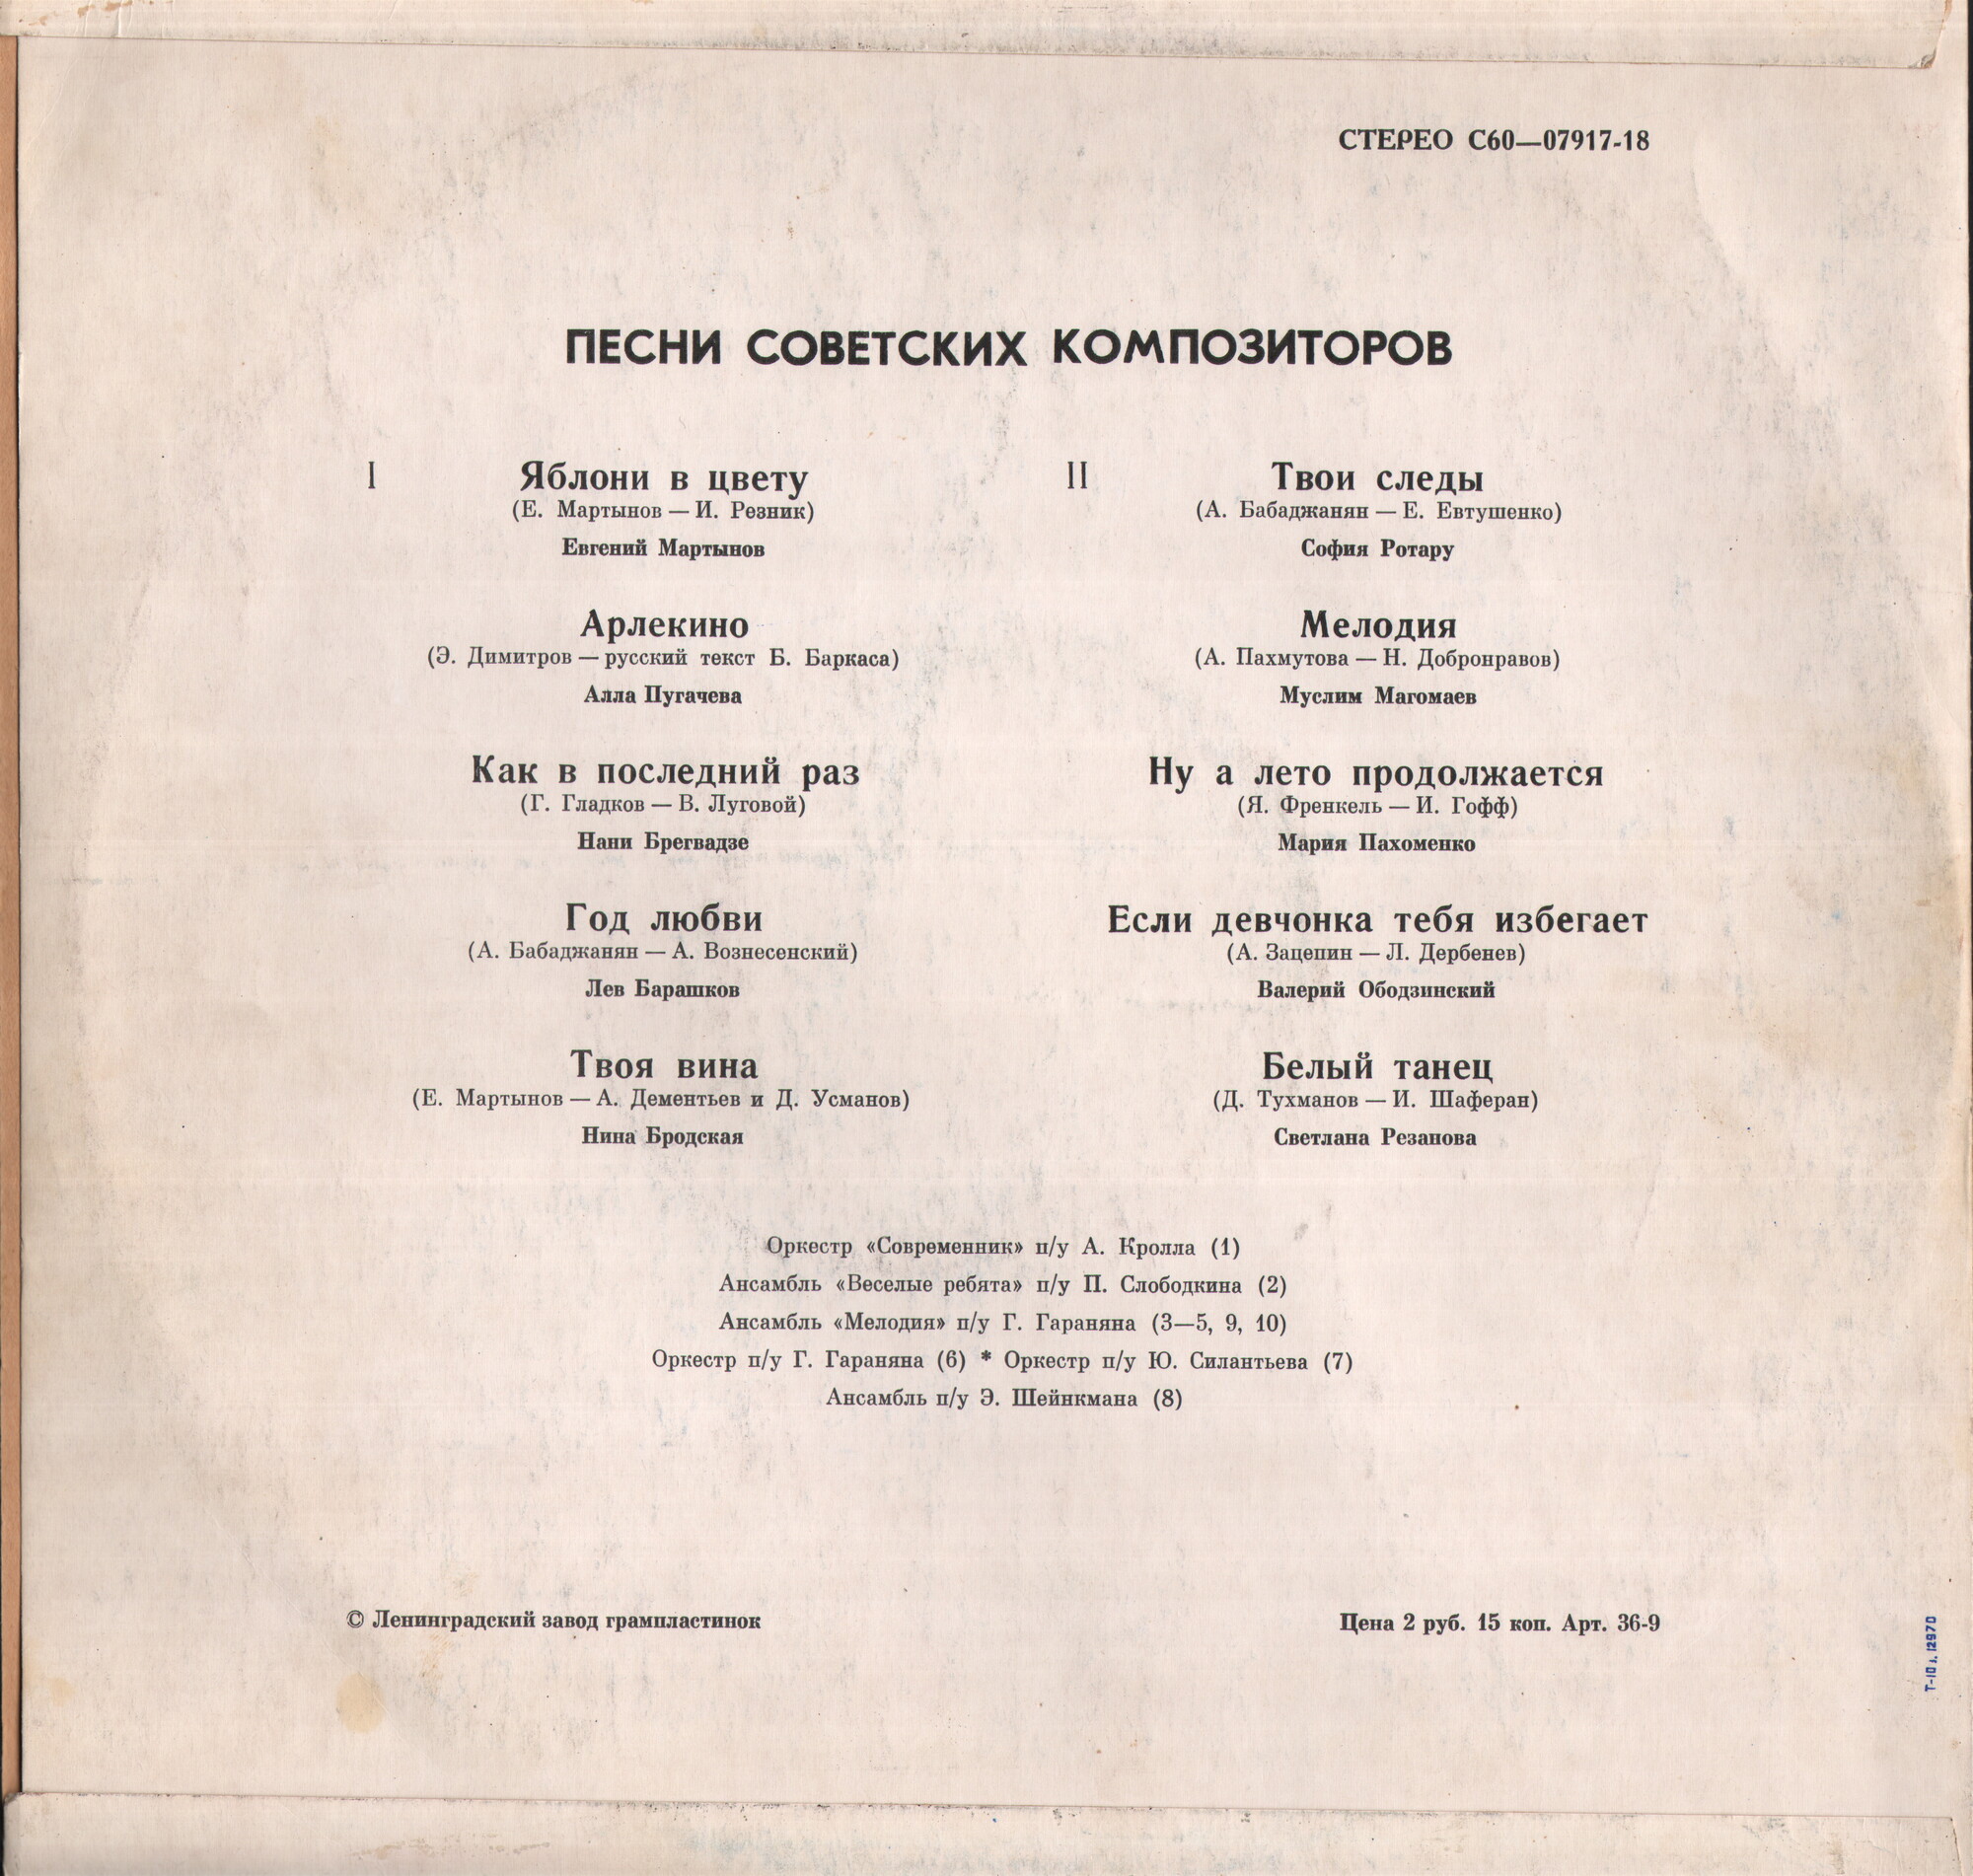 СТЕРЕО С60—07917-18
ПЕСНИ СОВЕТСКИХ КОМПОЗИТОРОВ
I
Яблони в цвету
(Е. Мартынов — И. Резник)
Евгений Мартынов
Арлекино
(Э. Димитров — русский текст Б. Баркаса)
Алла Пугачева
Как в последний раз
(Г. Гладков — В. Луговой)
Нани Брегвадзе
Год любви
(А. Бабаджанян — А. Вознесенский)
Лев Барашков
Твоя вина
(Е. Мартынов — А. Дементьев и Д. Усманов)
Нина Бродская
II
Твои следы
(А. Бабаджанян — Е. Евтушенко)
София Ротару
Мелодия
(А. Пахмутова — Н. Добронравов)
Муслим Магомаев
Ну а лето продолжается
(Я. Френкель — И. Гофф)
Мария Пахоменко
Если девчонка тебя избегает
(А. Зацепин — Л. Дербенев)
Валерий Ободзинский
Белый танец
(Д. Тухманов — И. Шаферан)
Светлана Резанова
Оркестр «Современник» п/у А. Кролла (1)
Ансамбль «Веселые ребята» п/у П. Слободкина (2)
Ансамбль «Мелодия» п/у Г. Гараняна (3—5, 9, 10)
Оркестр п/у Г. Гараняна (6) * Оркестр п/у Ю. Силантьева (7)
Ансамбль п/у Э. Шейнкмана (8)
© Ленинградский завод грампластинок
Цена 2 руб. 15 коп. Арт. 36-9
12970